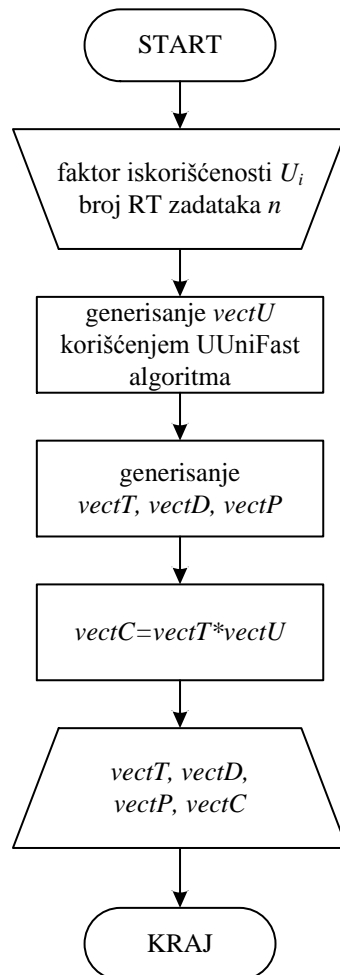 START
faktor iskorišćenosti Ui
broj RT zadataka n
generisanje vectU
korišćenjem UUniFast
algoritma
generisanje
vectT, vectD, vectP
vectC=vectT*vectU
vectT, vectD,
vectP, vectC
KRAJ